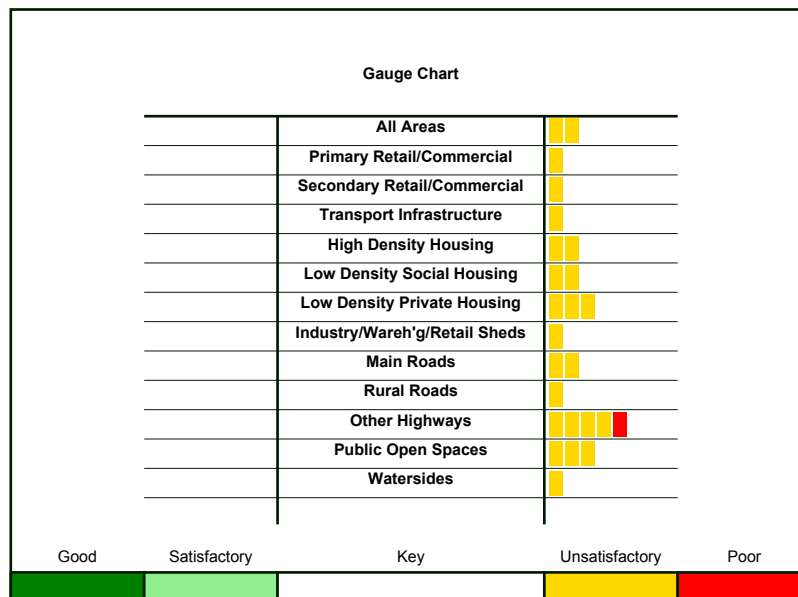 Gauge Chart
All Areas
Primary Retail/Commercial
Secondary Retail/Commercial
Transport Infrastructure
High Density Housing
Low Density Social Housing
Low Density Private Housing
Industry/Wareh'g/Retail Sheds
Main Roads
Rural Roads
Other Highways
Public Open Spaces
Watersides
Good Satisfactory Key Unsatisfactory Poor